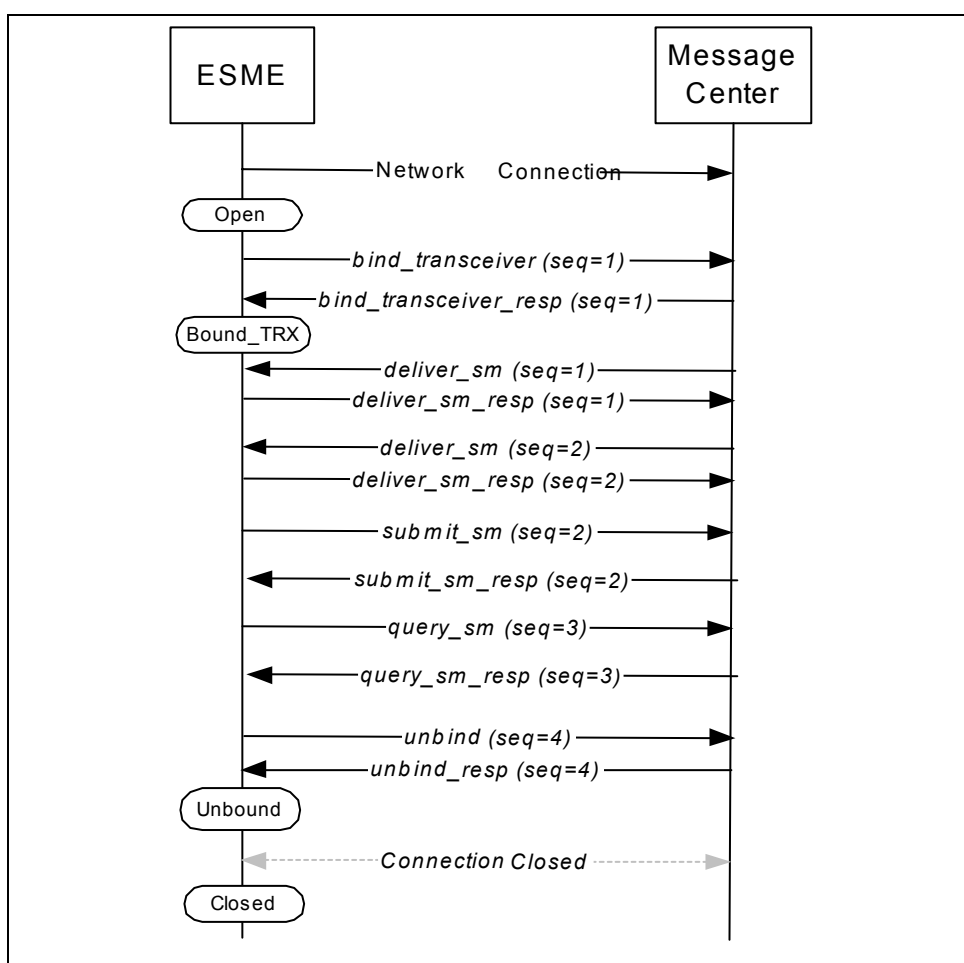 ESME
Message
Center
Network Connection
Open
bind_transceiver (seq=1)
bind_transceiver_resp (seq=1)
Bound_TRX
deliver_sm (seq=1)
deliver_sm_resp (seq=1)
deliver_sm (seq=2)
deliver_sm_resp (seq=2)
submit_sm (seq=2)
submit_sm_resp (seq=2)
query_sm (seq=3)
query_sm_resp (seq=3)
unbind (seq=4)
unbind_resp (seq=4)
Unbound
Connection Closed
Closed